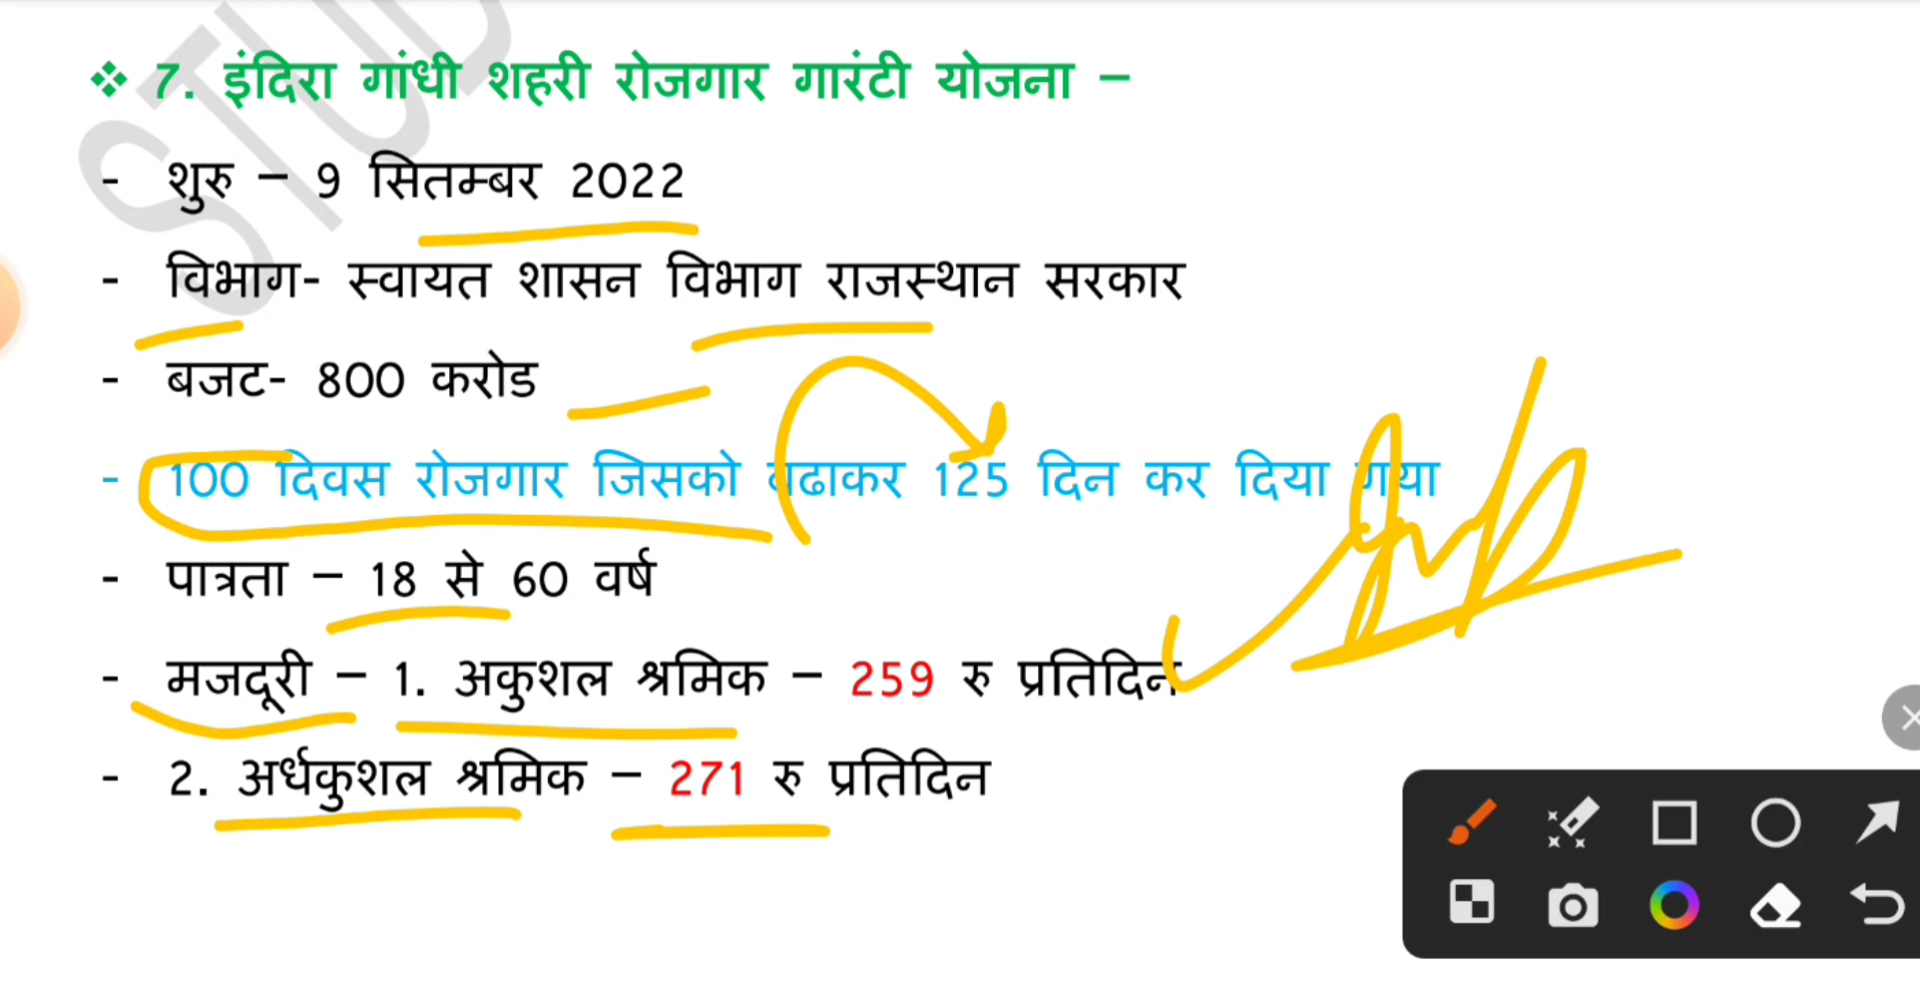 ❖ 7. इंदिरा गांधी शहरी रोजगार गारंटी योजना –
- शुरु – 9 सितम्बर 2022
- विभाग- स्वायत शासन विभाग राजस्थान सरकार
- बजट- 800 करोड
- 100 दिवस रोजगार जिसको बढाकर 125 दिन कर दिया गया
- पात्रता – 18 से 60 वर्ष
- मजदूरी – 1. अकुशल श्रमिक – 259 रु प्रतिदिन
- 2. अर्धकुशल श्रमिक – 271 रु प्रतिदिन